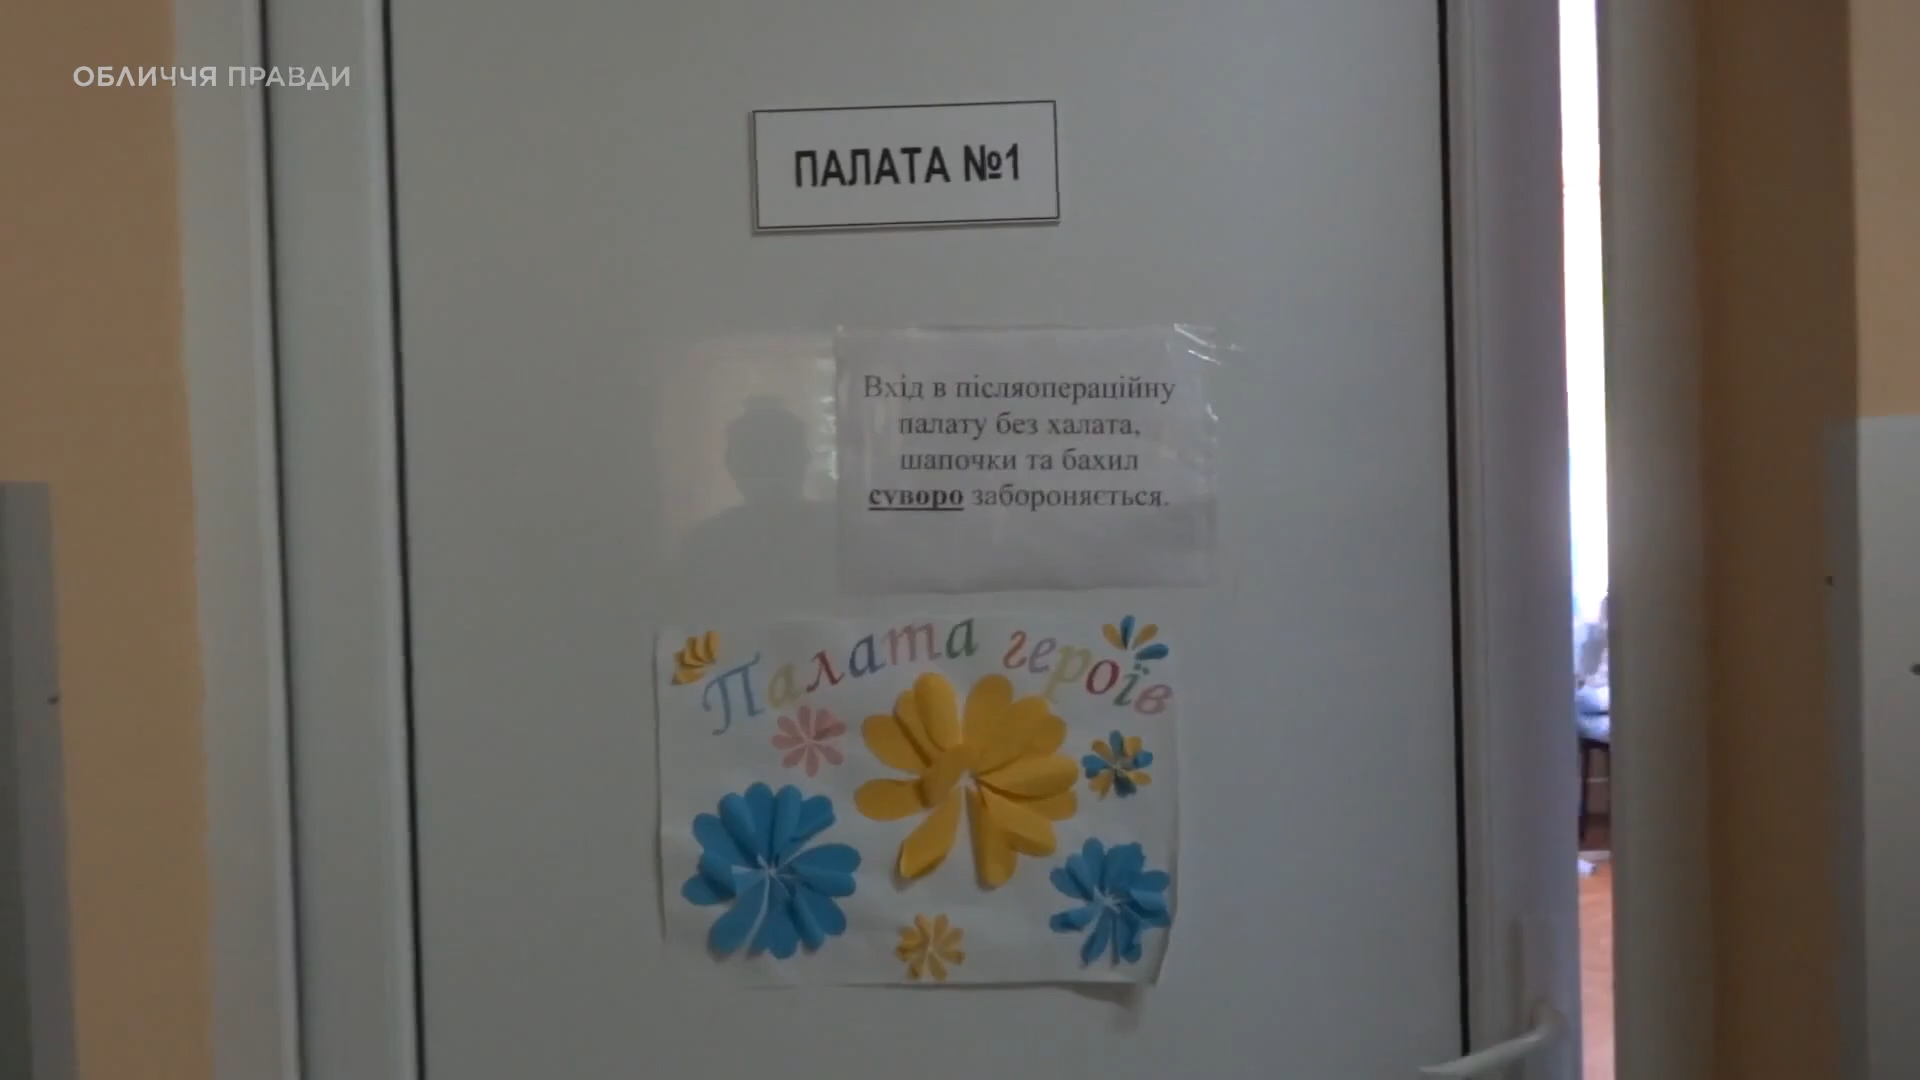 ОБЛИЧЧЯ ПРАВДИ
ПАЛАТА №1
Вхід в післяопераційну
палату без халата,
шапочки та бахил
суворо забороняється.
Палата героїв